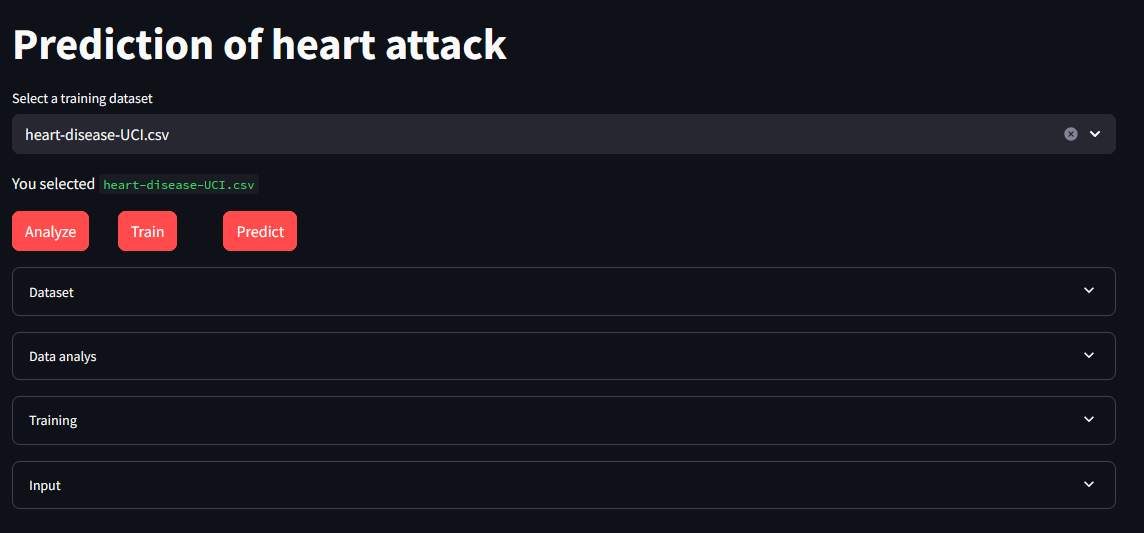 Prediction of heart attack
Select a training dataset
heart-disease-UCI.csv
You selected heart-disease-UCI.csv
Analyze Train Predict
Dataset
Data analys
Training
Input